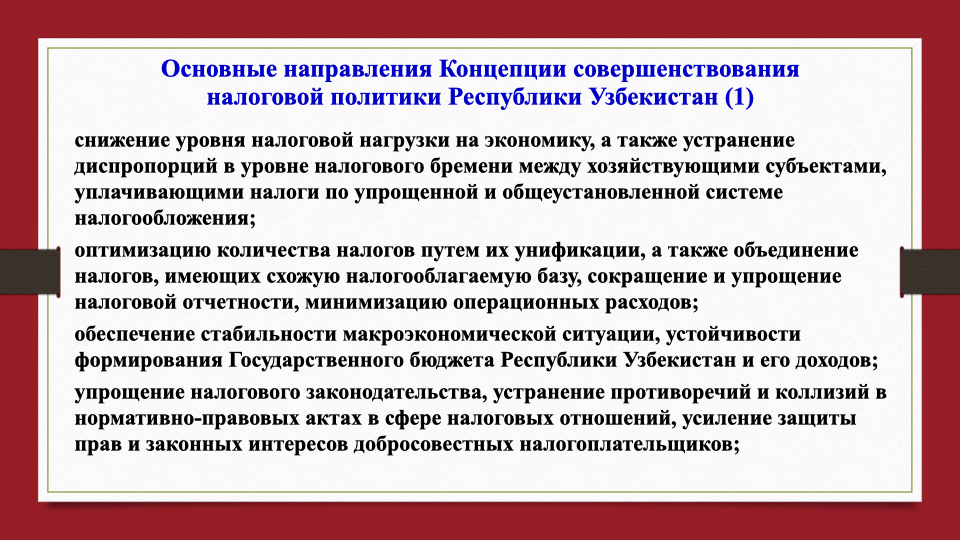 Основные направления Концепции совершенствования
налоговой политики Республики Узбекистан (1)
снижение уровня налоговой нагрузки на экономику, а также устранение
диспропорций в уровне налогового бремени между хозяйствующими субъектами,
уплачивающими налоги по упрощенной и общеустановленной системе
налогообложения;
оптимизацию количества налогов путем их унификации, а также объединение
налогов, имеющих схожую налогооблагаемую базу, сокращение и упрощение
налоговой отчетности, минимизацию операционных расходов;
обеспечение стабильности макроэкономической ситуации, устойчивости
формирования Государственного бюджета Республики Узбекистан и его доходов;
упрощение налогового законодательства, устранение противоречий и коллизий в
нормативно-правовых актах в сфере налоговых отношений, усиление защиты
прав и законных интересов добросовестных налогоплательщиков;